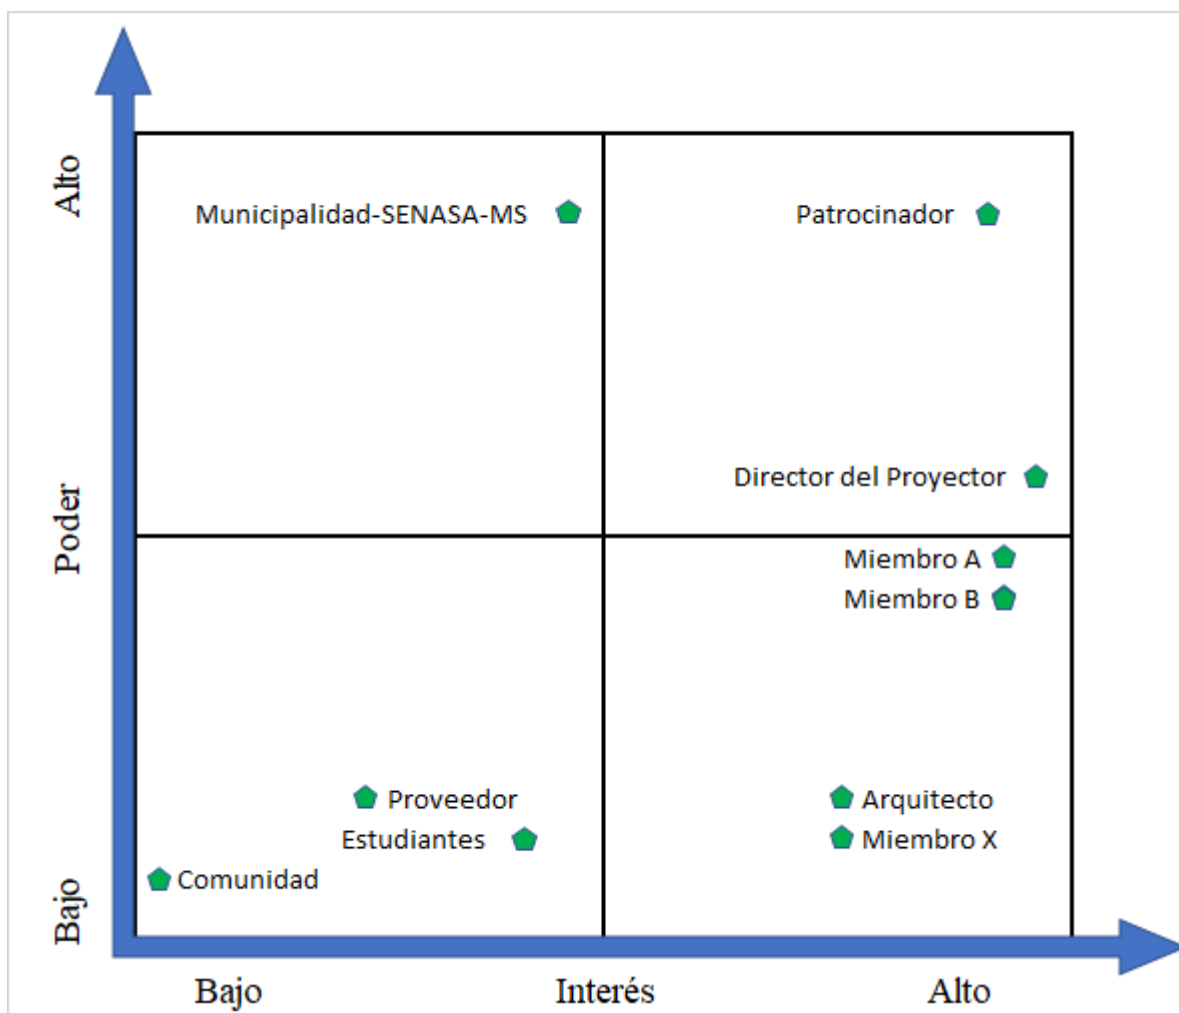 Alto
Municipalidad-SENASA-MS
Patrocinador
Director del Proyector
Poder
Miembro A
Miembro B
Proveedor
Arquitecto
Estudiantes
Miembro X
Comunidad
Bajo
Bajo
Interés
Alto